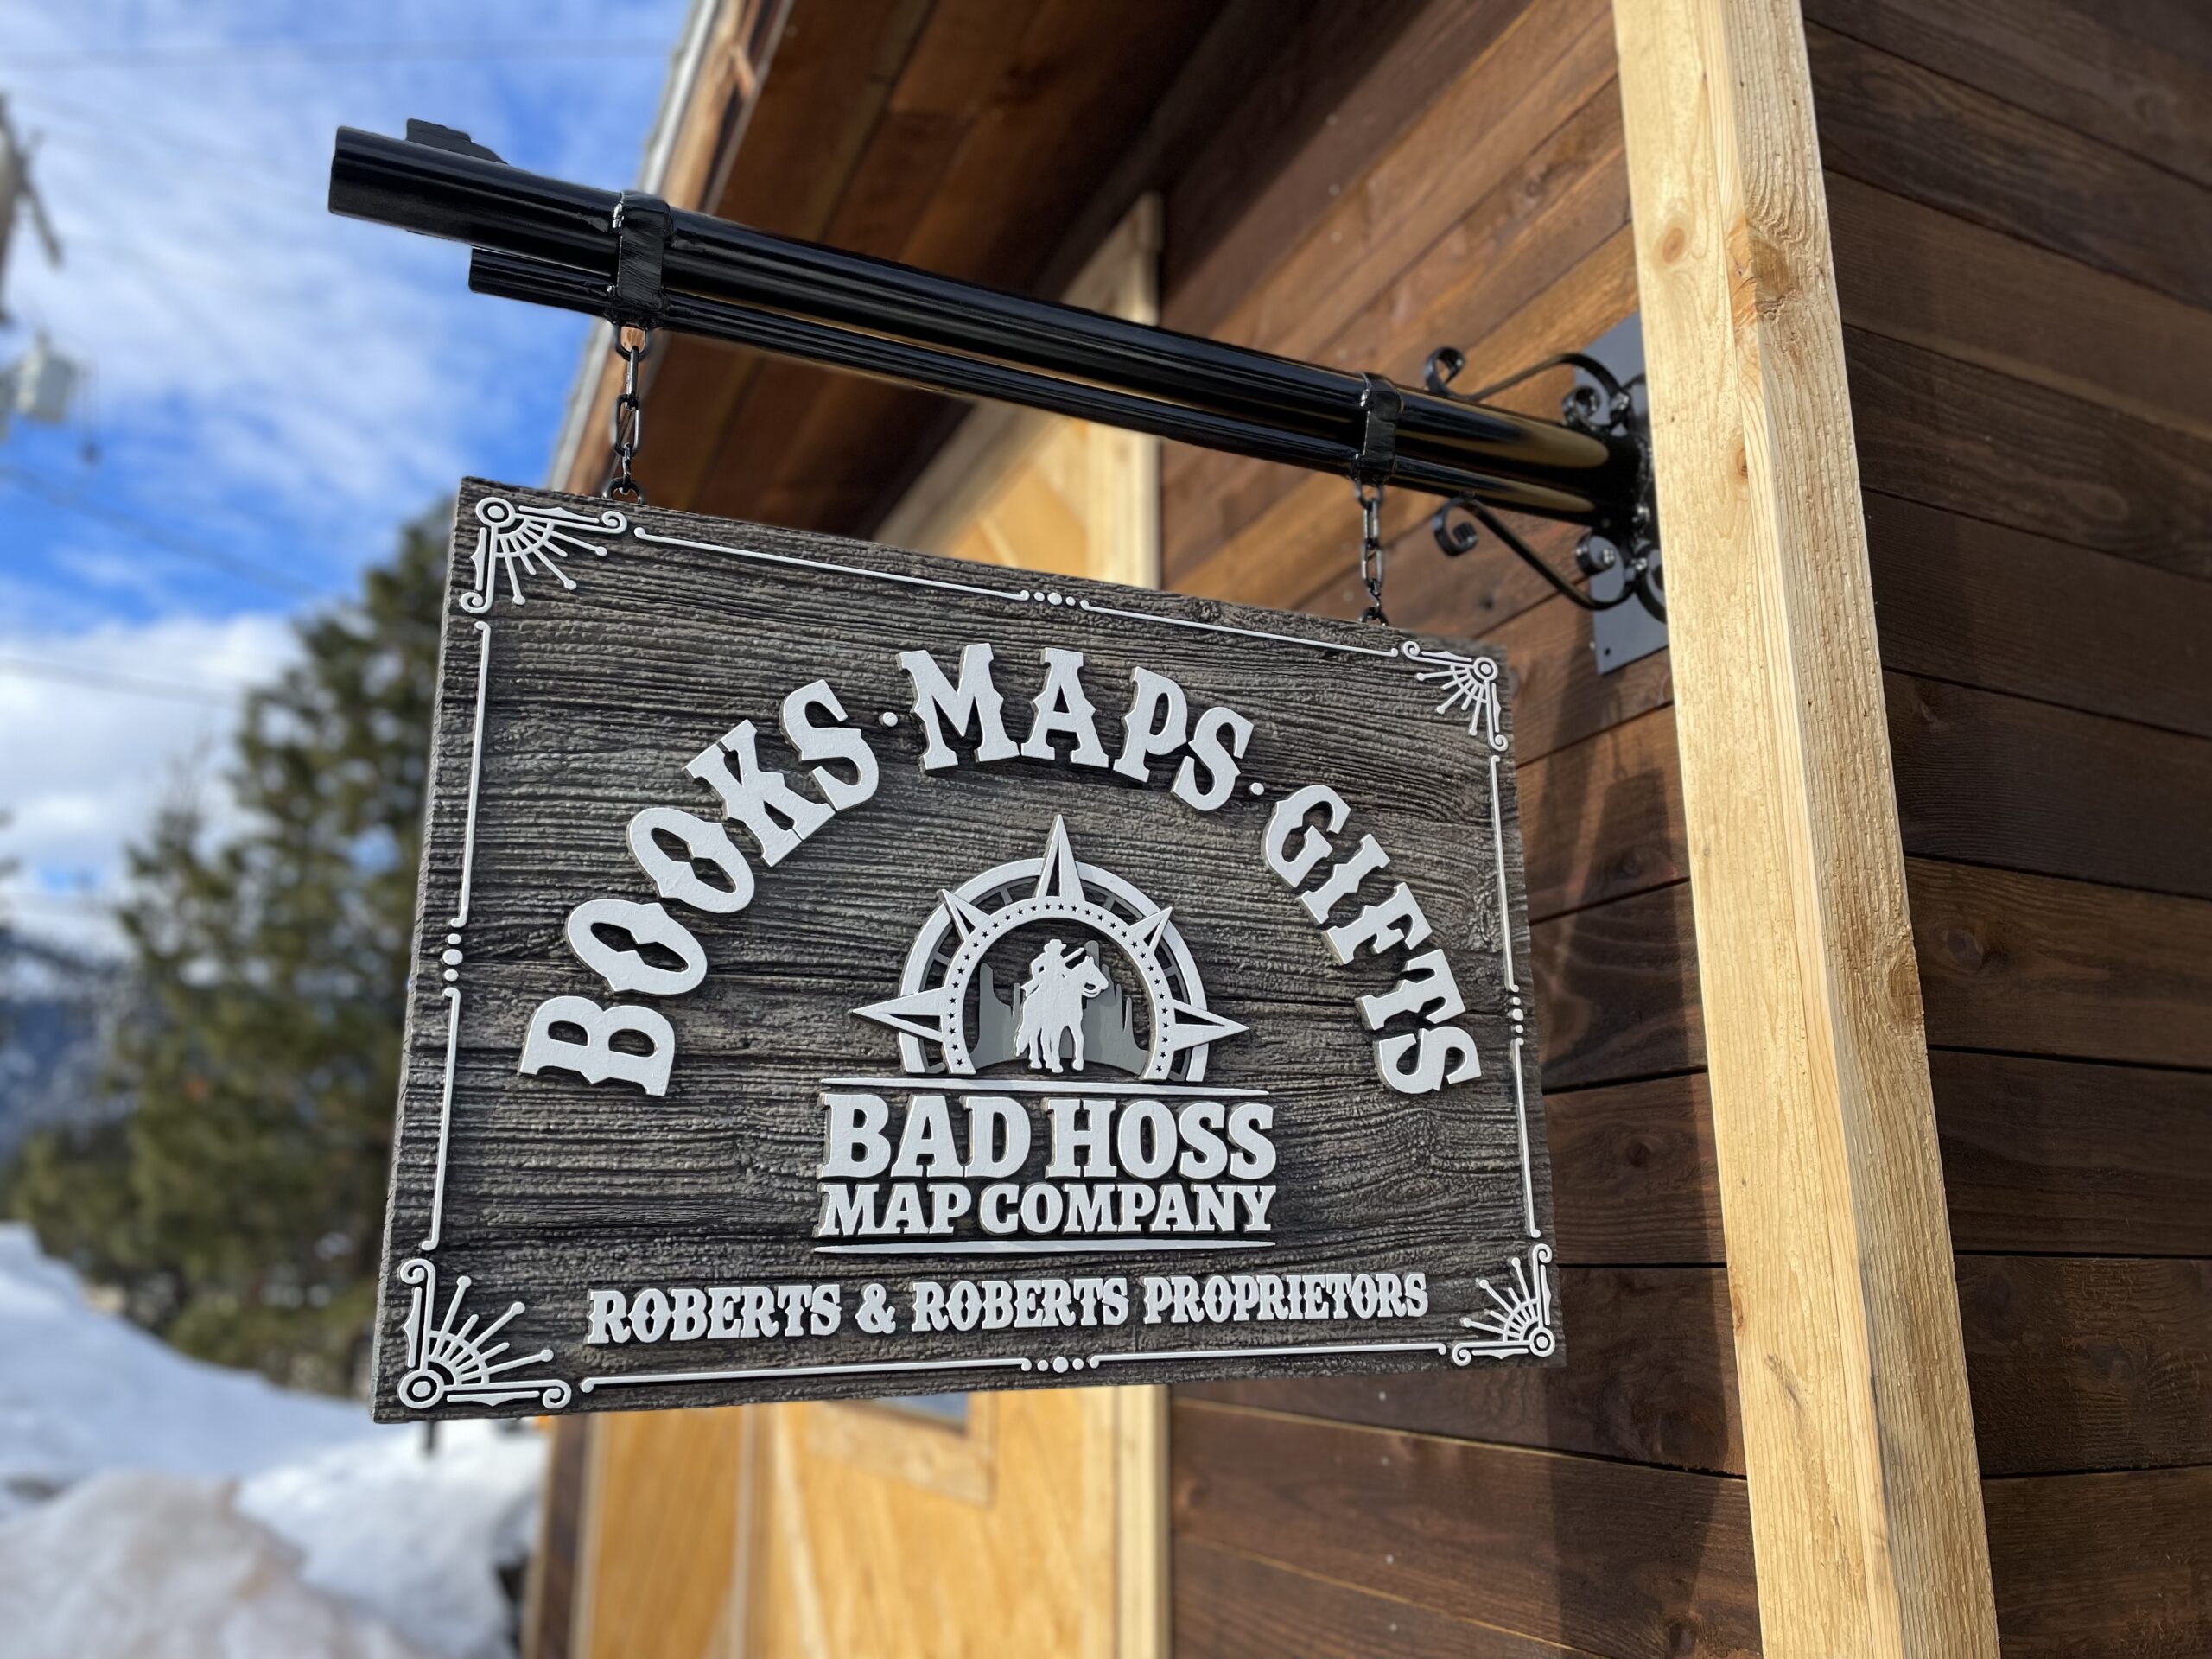 BOOKS · MAPS · GIFTS
BAD HOSS
MAP COMPANY
ROBERTS & ROBERTS PROPRIETORS